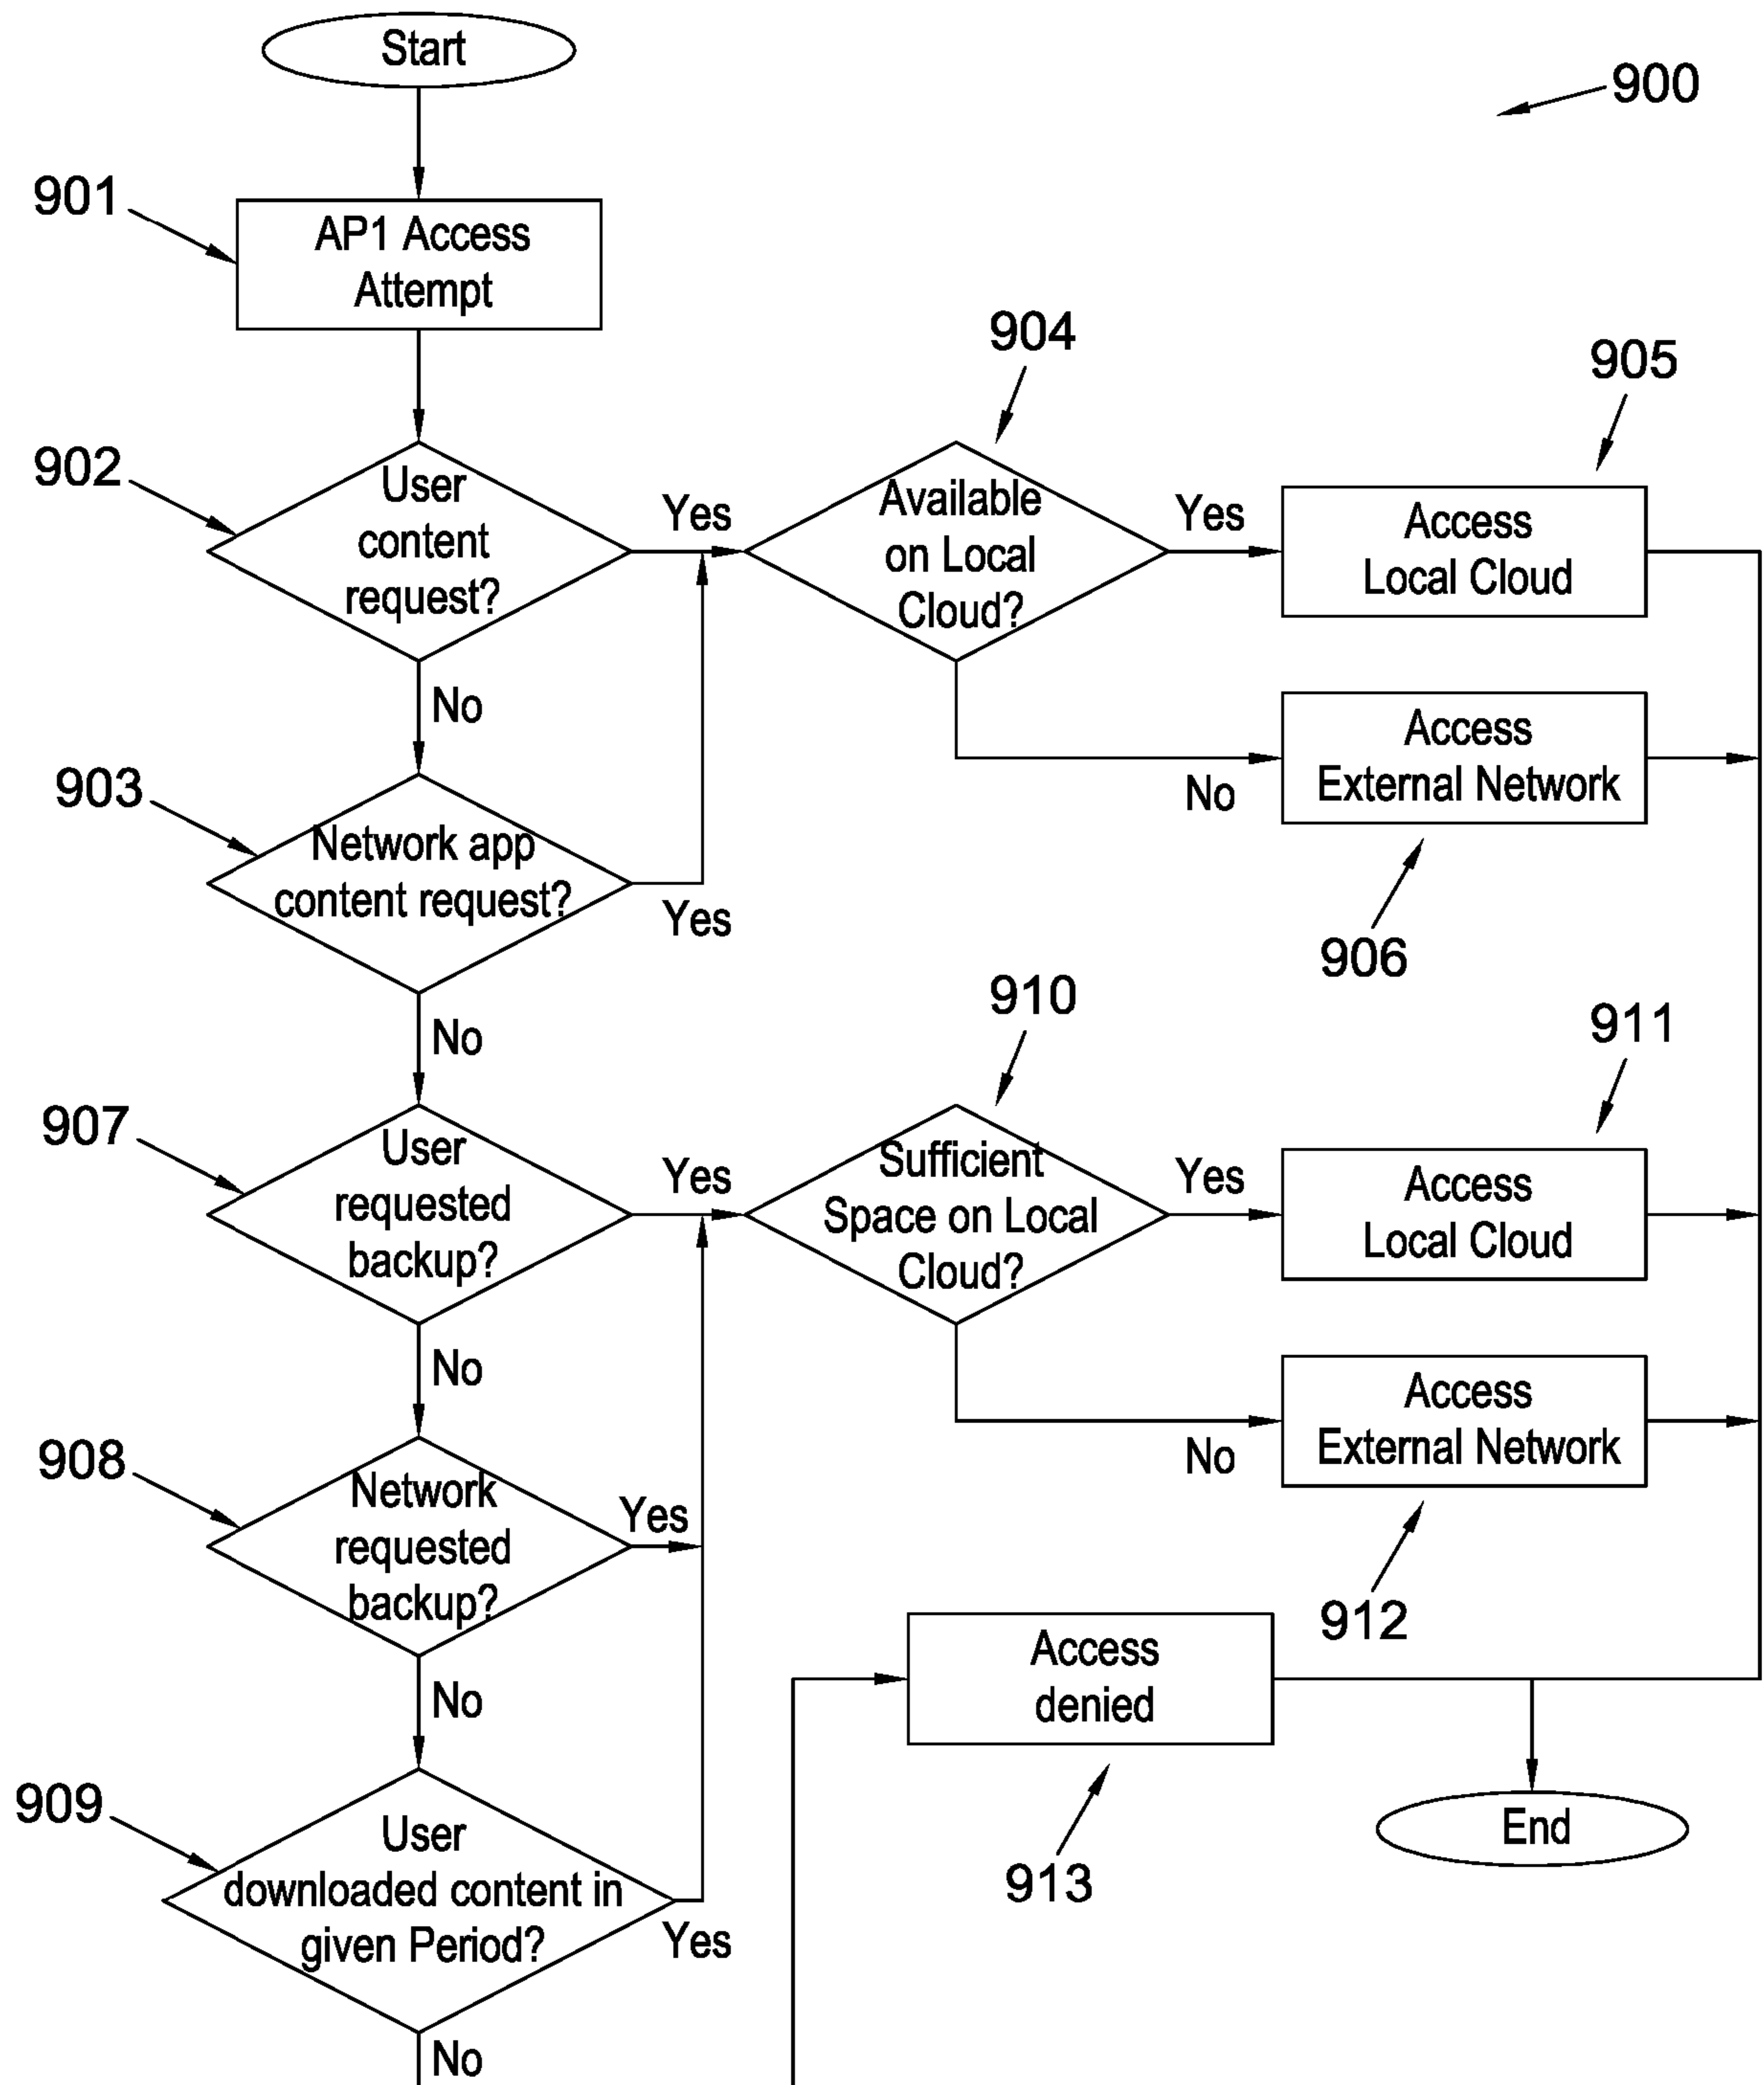 Start
900
901
AP1 Access
Attempt
904
905
902
User
content
request?
Yes
Available
on Local
Cloud?
Yes
Access
Local Cloud
No
Access
External Network
No
906
903
Network app
content request?
Yes
No
910
911
907
User
requested
backup?
Yes
Sufficient
Space on Local
Cloud?
Yes
Access
Local Cloud
No
Access
External Network
No
912
908
Network
requested
backup?
Yes
No
Access
denied
913
909
User
downloaded content in
given Period?
Yes
No
End